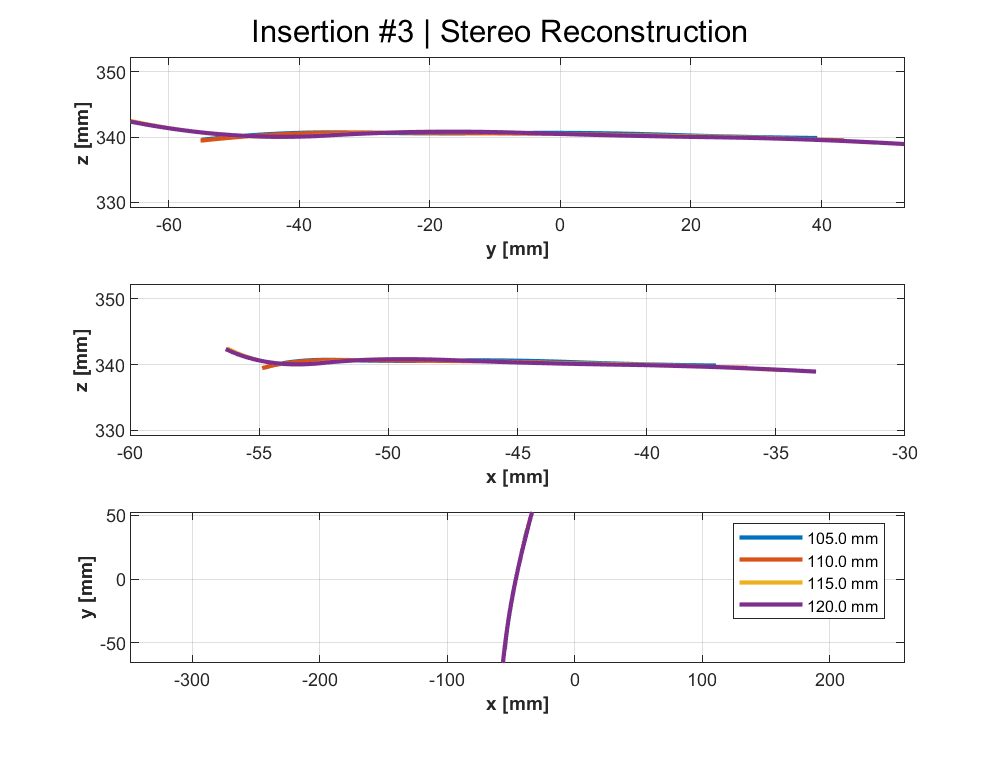 Insertion #3 | Stereo Reconstruction
350
340
330
z [mm]
-60 -40 -20 0 20 40
y [mm]
350
340
330
z [mm]
-60 -55 -50 -45 -40 -35 -30
x [mm]
50
0
-50
y [mm]
105.0 mm
110.0 mm
115.0 mm
120.0 mm
-300 -200 -100 0 100 200
x [mm]